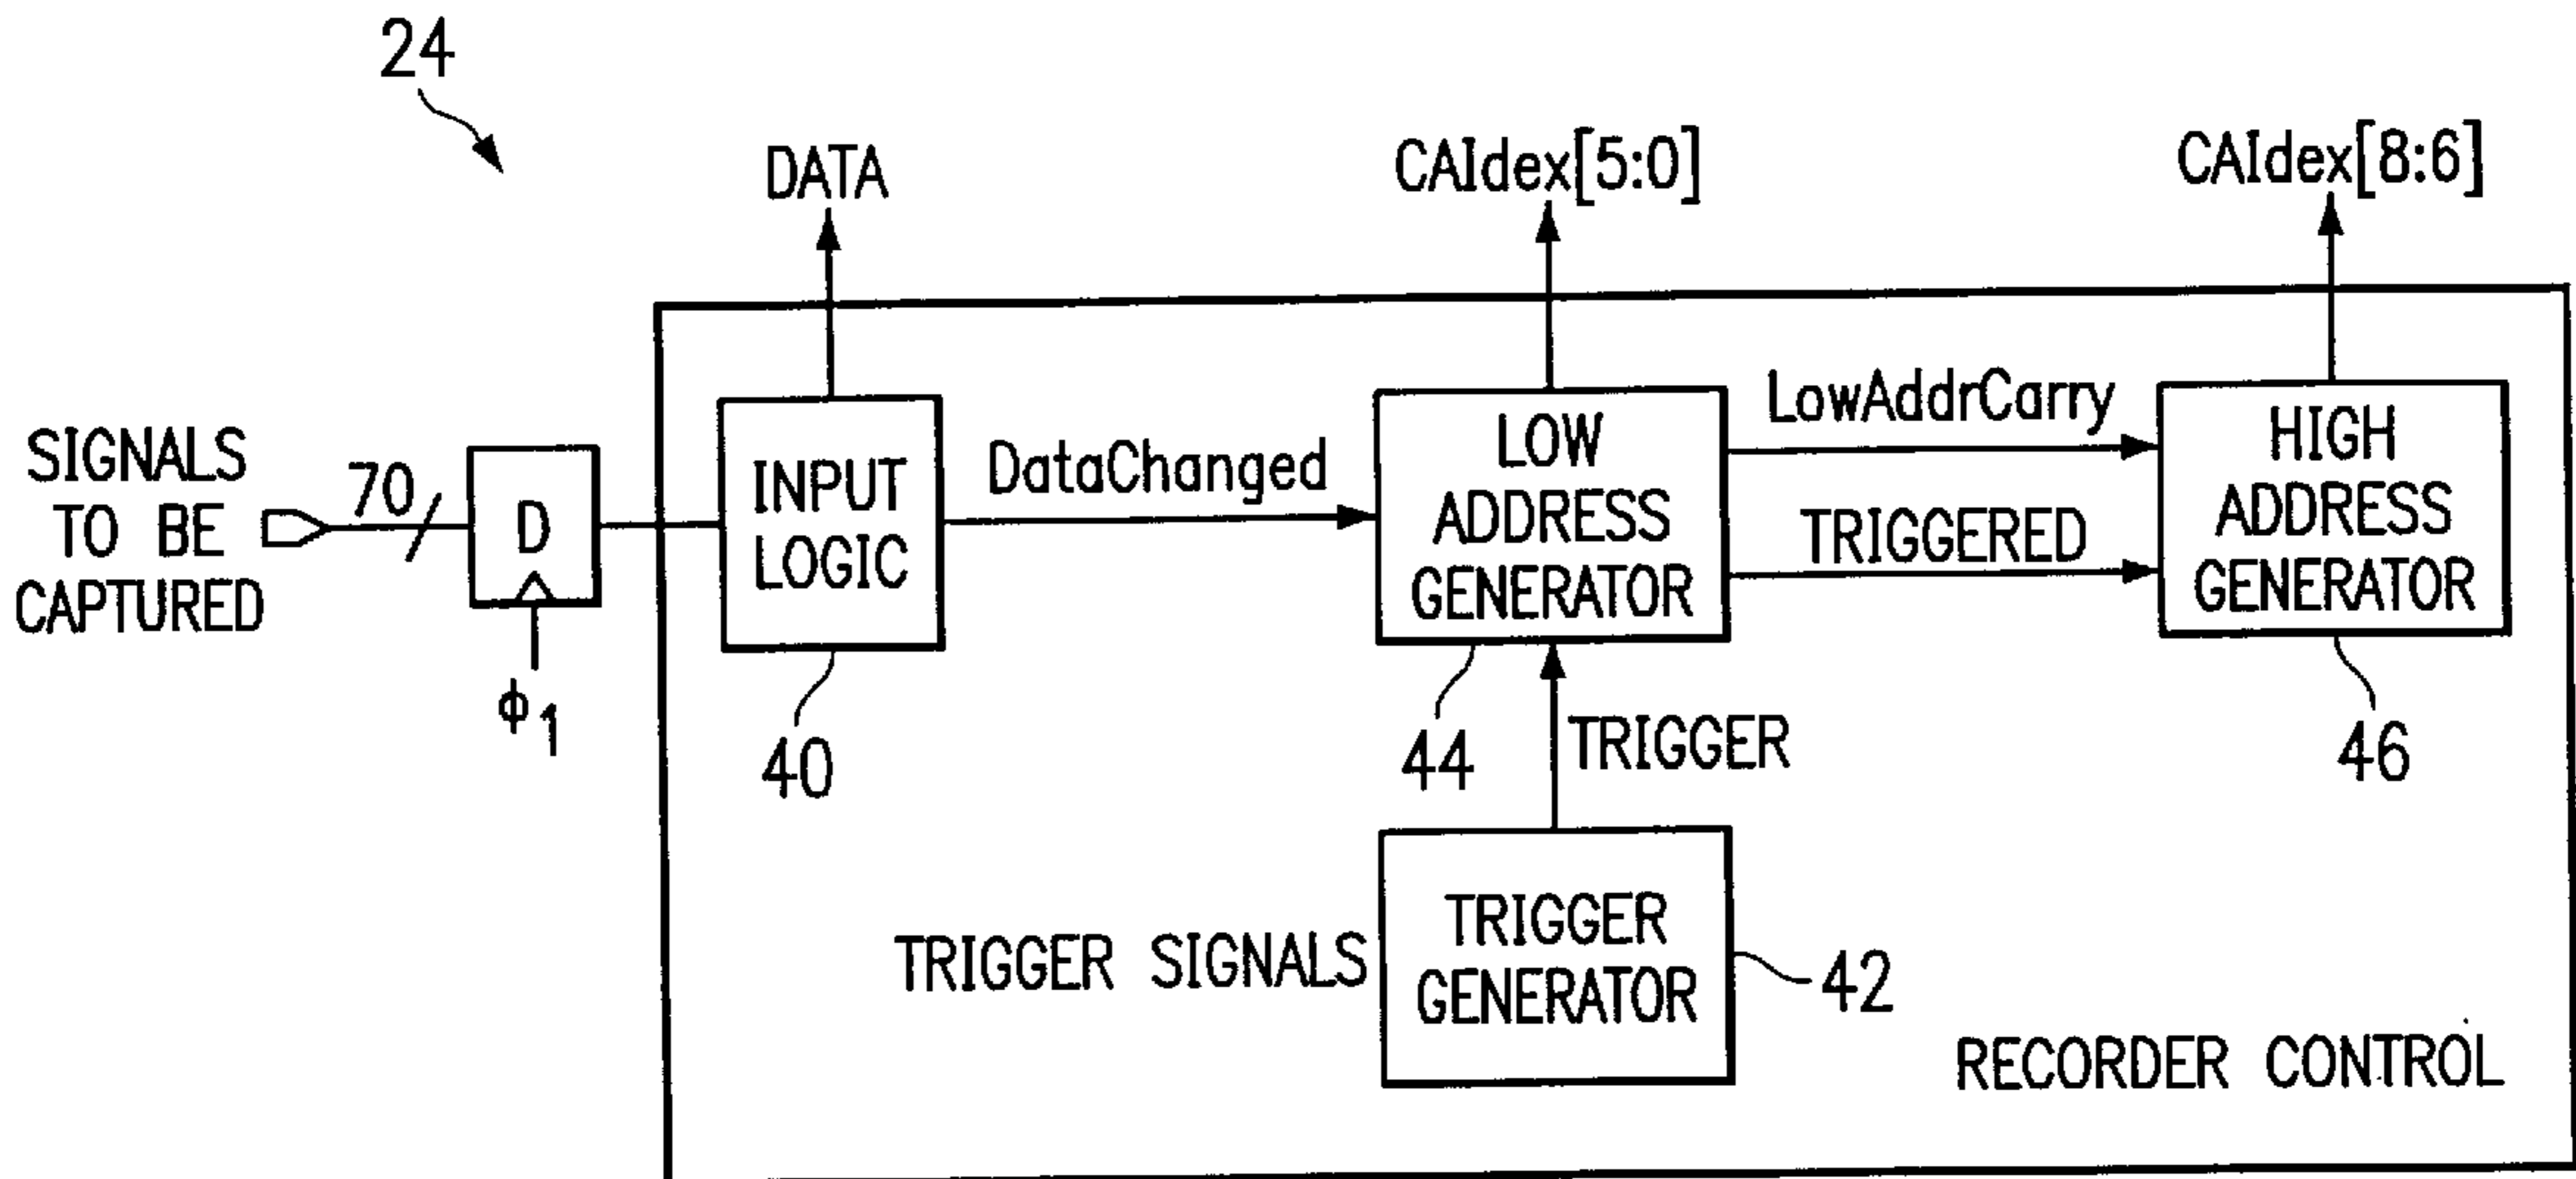 24
DATA
CAIdex[5:0]
CAIdex[8:6]
SIGNALS
TO BE
CAPTURED
70
D
ϕ1
INPUT
LOGIC
40
DataChanged
LOW
ADDRESS
GENERATOR
44
LowAddrCarry
TRIGGERED
HIGH
ADDRESS
GENERATOR
46
TRIGGER
TRIGGER SIGNALS
TRIGGER
GENERATOR
42
RECORDER CONTROL